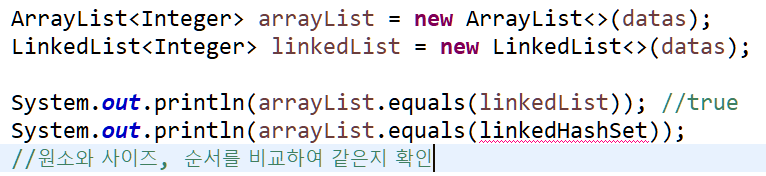 ArrayList<Integer> arrayList = new ArrayList<>(datas);
LinkedList<Integer> linkedList = new LinkedList<>(datas);
System.out.println(arrayList.equals(linkedList)); //true
System.out.println(arrayList.equals(linkedHashSet));
//원소와 사이즈, 순서를 비교하여 같은지 확인